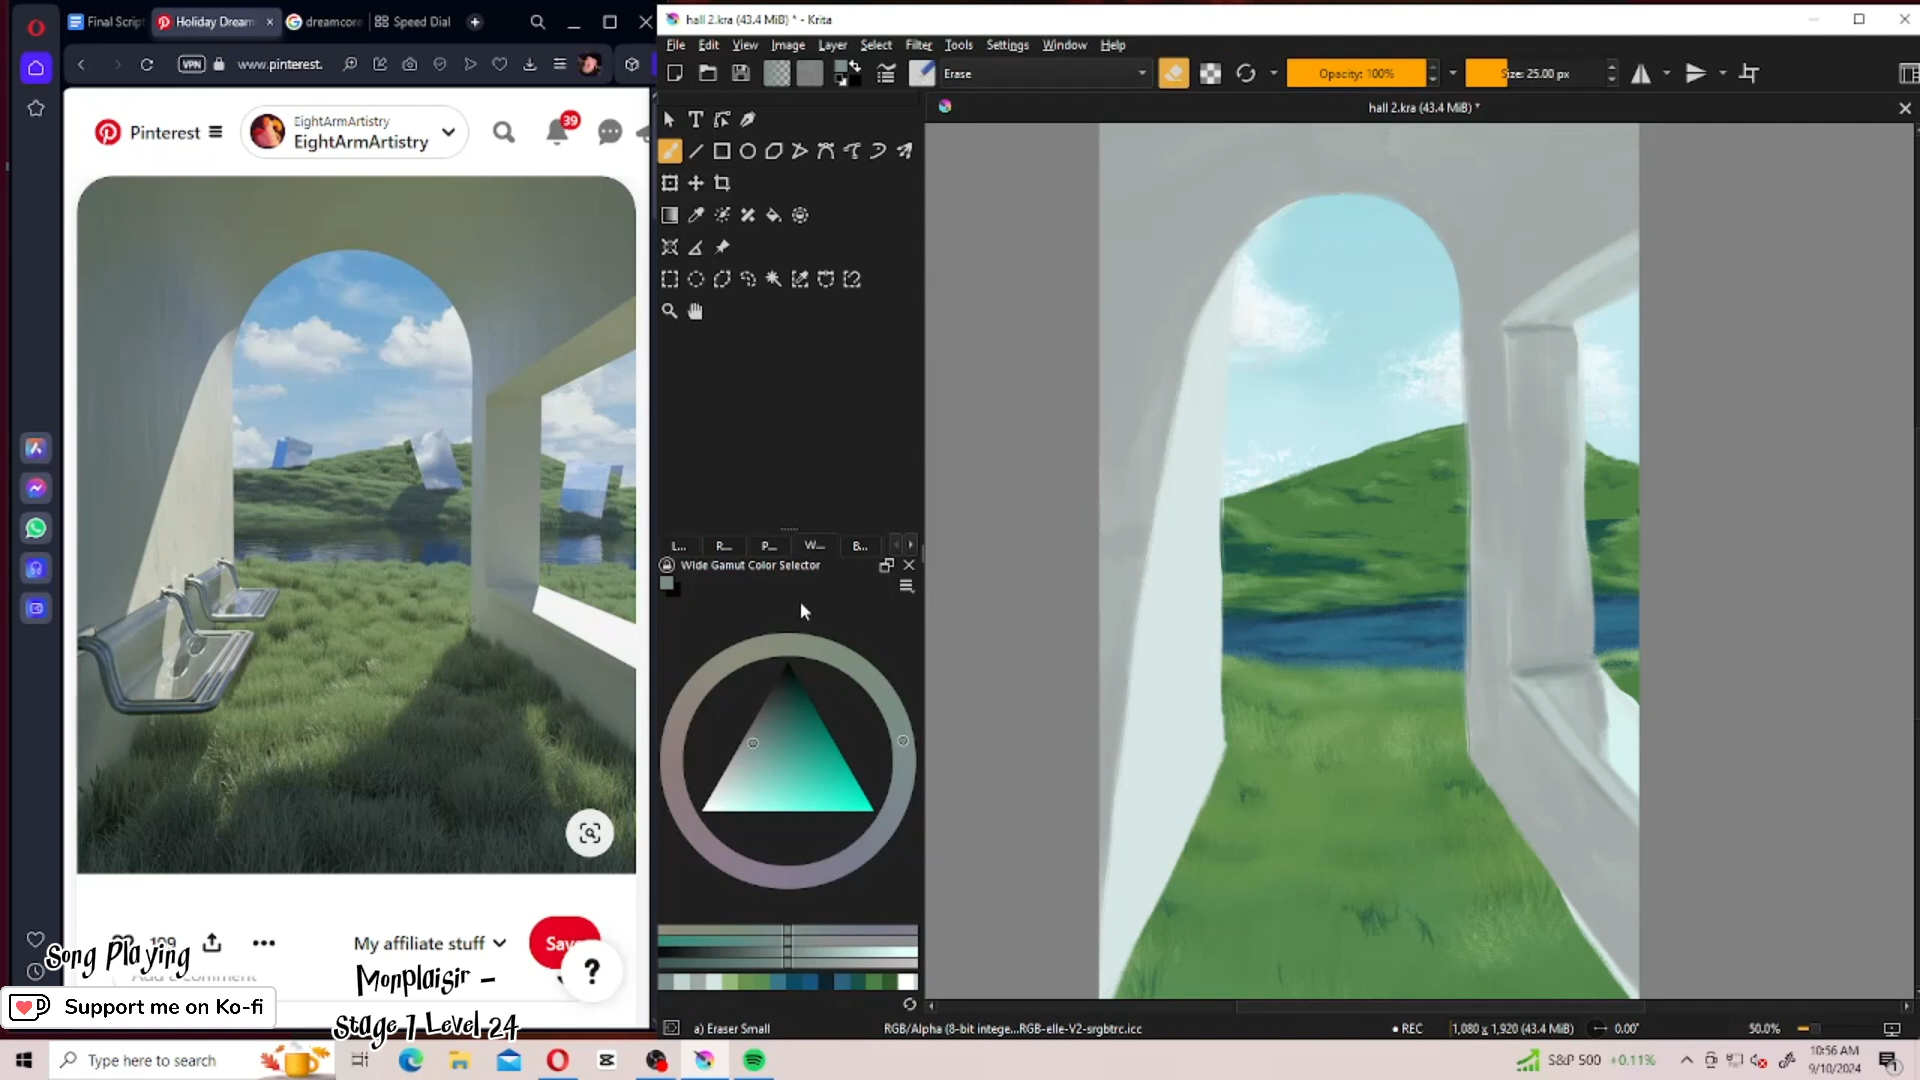 Final Script
Holiday Dream
dreamcore
Speed Dial
hall 2.kra (43.4 MiB) * - Krita
File Edit View Image Layer Select Filter Tools Settings Window Help
VPN
www.pinterest.
Erase
Opacity: 100%
Size: 25.00 px
hall 2.kra (43.4 MiB) *
Pinterest
EightArmArtistry
EightArmArtistry
39
L...
R...
P...
W...
B...
Wide Gamut Color Selector
My affiliate stuff
Song Playing
Monplaisir -
Stage 7 Level 24
Support me on Ko-fi
?
a) Eraser Small
RGB/Alpha (8-bit intege...RGB-elle-V2-srgbtrc.icc
REC
1,080 x 1,920 (43.4 MiB)
0.00°
50.0%
Type here to search
S&P 500 +0.11%
10:56 AM
9/10/2024
1